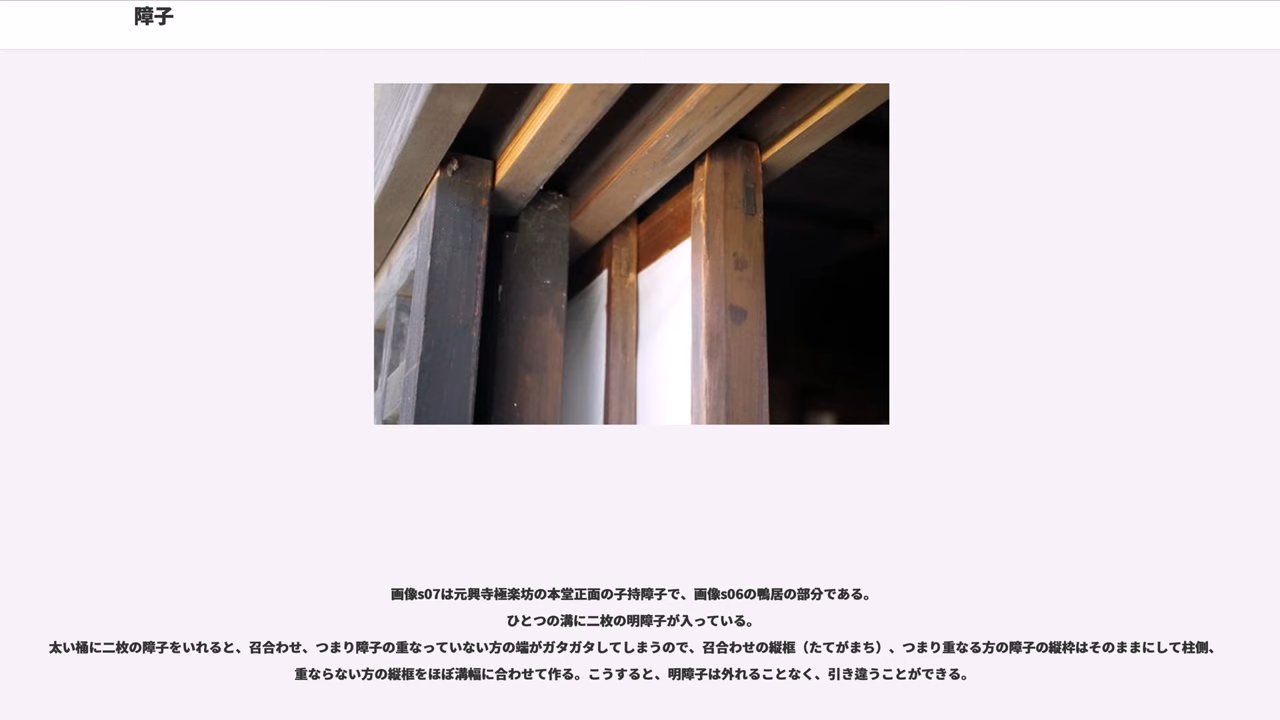 障子
画像s07は元興寺極楽坊の本堂正面の子持障子で、画像s06の鴨居の部分である。
ひとつの溝に二枚の明障子が入っている。
太い桶に二枚の障子をいれると、召合わせ、つまり障子の重なっていない方の端がガタガタしてしまうので、召合わせの縦框（たてがまち）、つまり重なる方の障子の縦枠はそのままにして柱側、
重ならない方の縦框をほぼ溝幅に合わせて作る。こうすると、明障子は外れることなく、引き違うことができる。